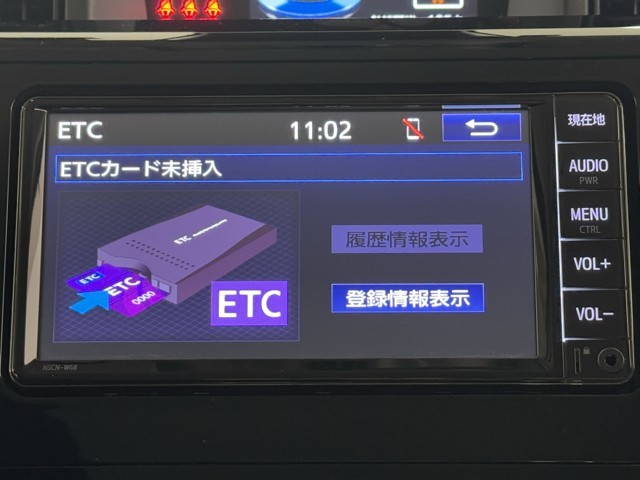 ETC 11:02
ETCカード未挿入
ETC
ETC
ETC
0000
ETC
履歴情報表示
登録情報表示
現在地
AUDIO
PWR
MENU
CTRL
VOL+
VOL−
NSCN-W68